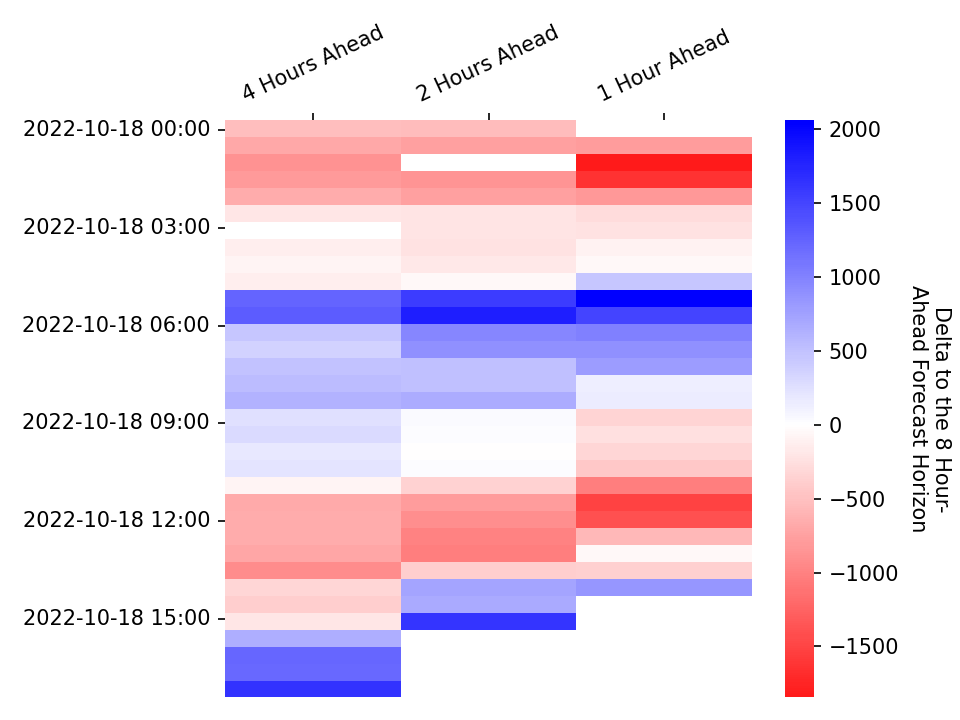 4 Hours Ahead
2 Hours Ahead
1 Hour Ahead
2022-10-18 00:00
2022-10-18 03:00
2022-10-18 06:00
2022-10-18 09:00
2022-10-18 12:00
2022-10-18 15:00
2000
1500
1000
500
0
−500
−1000
−1500
Delta to the 8 Hour-
Ahead Forecast Horizon